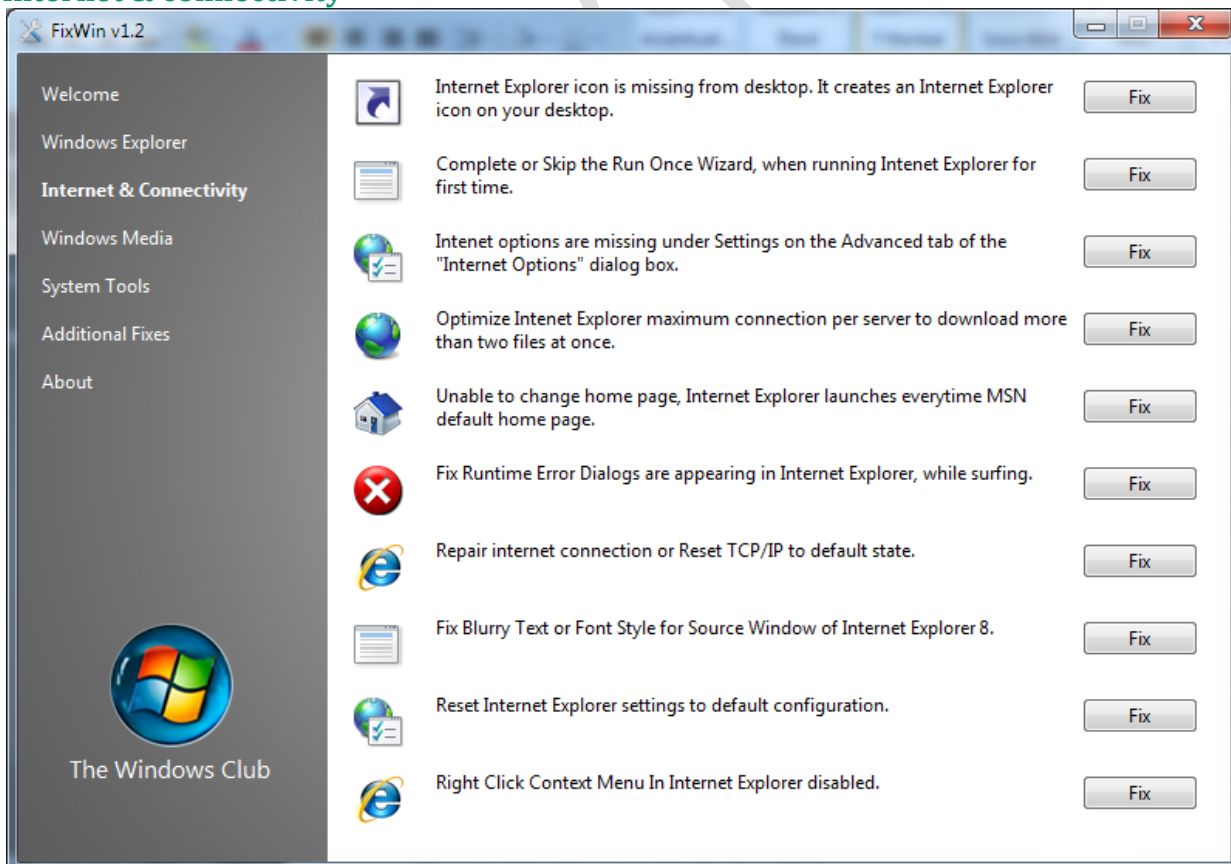 Internet & connectivity
FixWin v1.2
Welcome
Windows Explorer
Internet & Connectivity
Windows Media
System Tools
Additional Fixes
About
The Windows Club
Internet Explorer icon is missing from desktop. It creates an Internet Explorer
icon on your desktop.
Fix
Complete or Skip the Run Once Wizard, when running Intenet Explorer for
first time.
Fix
Intenet options are missing under Settings on the Advanced tab of the
"Internet Options" dialog box.
Fix
Optimize Intenet Explorer maximum connection per server to download more
than two files at once.
Fix
Unable to change home page, Internet Explorer launches everytime MSN
default home page.
Fix
Fix Runtime Error Dialogs are appearing in Internet Explorer, while surfing.
Fix
Repair internet connection or Reset TCP/IP to default state.
Fix
Fix Blurry Text or Font Style for Source Window of Internet Explorer 8.
Fix
Reset Internet Explorer settings to default configuration.
Fix
Right Click Context Menu In Internet Explorer disabled.
Fix